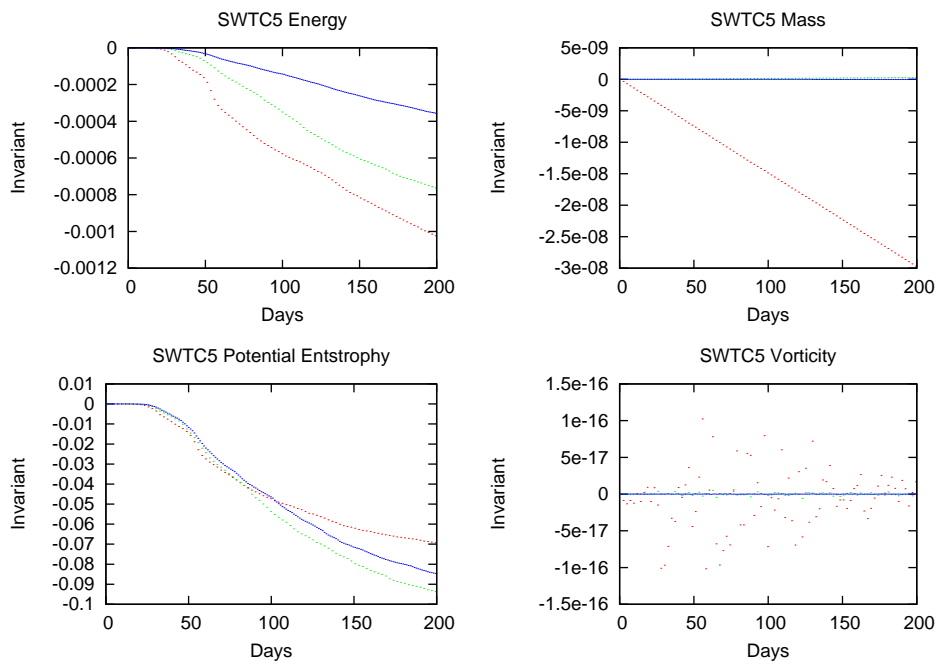 SWTC5 Energy
0
-0.0002
-0.0004
-0.0006
-0.0008
-0.001
-0.0012
Invariant
0 50 100 150 200
Days
SWTC5 Mass
5e-09
0
-5e-09
-1e-08
-1.5e-08
-2e-08
-2.5e-08
-3e-08
Invariant
0 50 100 150 200
Days
SWTC5 Potential Entstrophy
0.01
0
-0.01
-0.02
-0.03
-0.04
-0.05
-0.06
-0.07
-0.08
-0.09
-0.1
Invariant
0 50 100 150 200
Days
SWTC5 Vorticity
1.5e-16
1e-16
5e-17
0
-5e-17
-1e-16
-1.5e-16
Invariant
0 50 100 150 200
Days